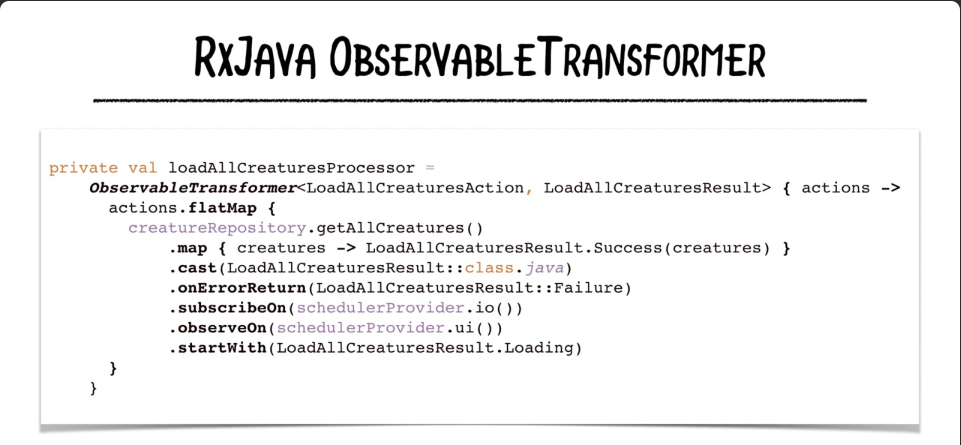 RxJava ObservableTransformer
private val loadAllCreaturesProcessor =
    ObservableTransformer<LoadAllCreaturesAction, LoadAllCreaturesResult> { actions ->
      actions.flatMap {
        creatureRepository.getAllCreatures()
            .map { creatures -> LoadAllCreaturesResult.Success(creatures) }
            .cast(LoadAllCreaturesResult::class.java)
            .onErrorReturn(LoadAllCreaturesResult::Failure)
            .subscribeOn(schedulerProvider.io())
            .observeOn(schedulerProvider.ui())
            .startWith(LoadAllCreaturesResult.Loading)
      }
    }